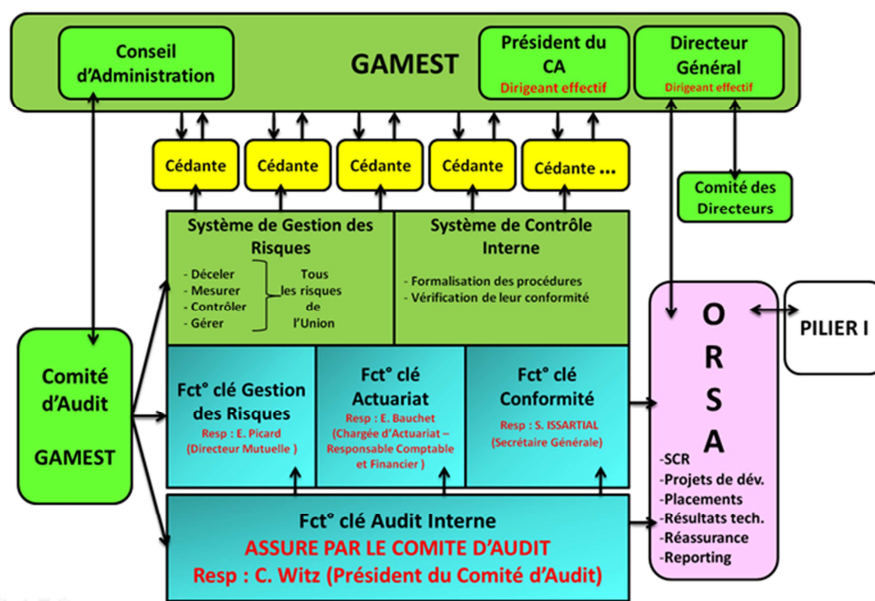 Conseil
d'Administration
GAMEST
Président du
CA
Dirigeant effectif
Directeur
Général
Dirigeant effectif
Cédante
Cédante
Cédante
Cédante
Cédante ...
Comité des
Directeurs
Système de Gestion des
Risques
- Déceler
- Mesurer
- Contrôler
- Gérer
Tous
les risques
de
l'Union
Système de Contrôle
Interne
- Formalisation des procédures
- Vérification de leur conformité
Comité
d'Audit
GAMEST
Fct° clé Gestion
des Risques
Resp : E. Picard
(Directeur Mutuelle )
Fct° clé
Actuariat
Resp : E. Bauchet
(Chargée d'Actuariat –
Responsable Comptable
et Financier )
Fct° clé
Conformité
Resp : S. ISSARTIAL
(Secrétaire Générale)
Fct° clé Audit Interne
ASSURE PAR LE COMITE D'AUDIT
Resp : C. Witz (Président du Comité d'Audit)
O
R
S
A
-SCR
-Projets de dév.
-Placements
-Résultats tech.
-Réassurance
-Reporting
PILIER I